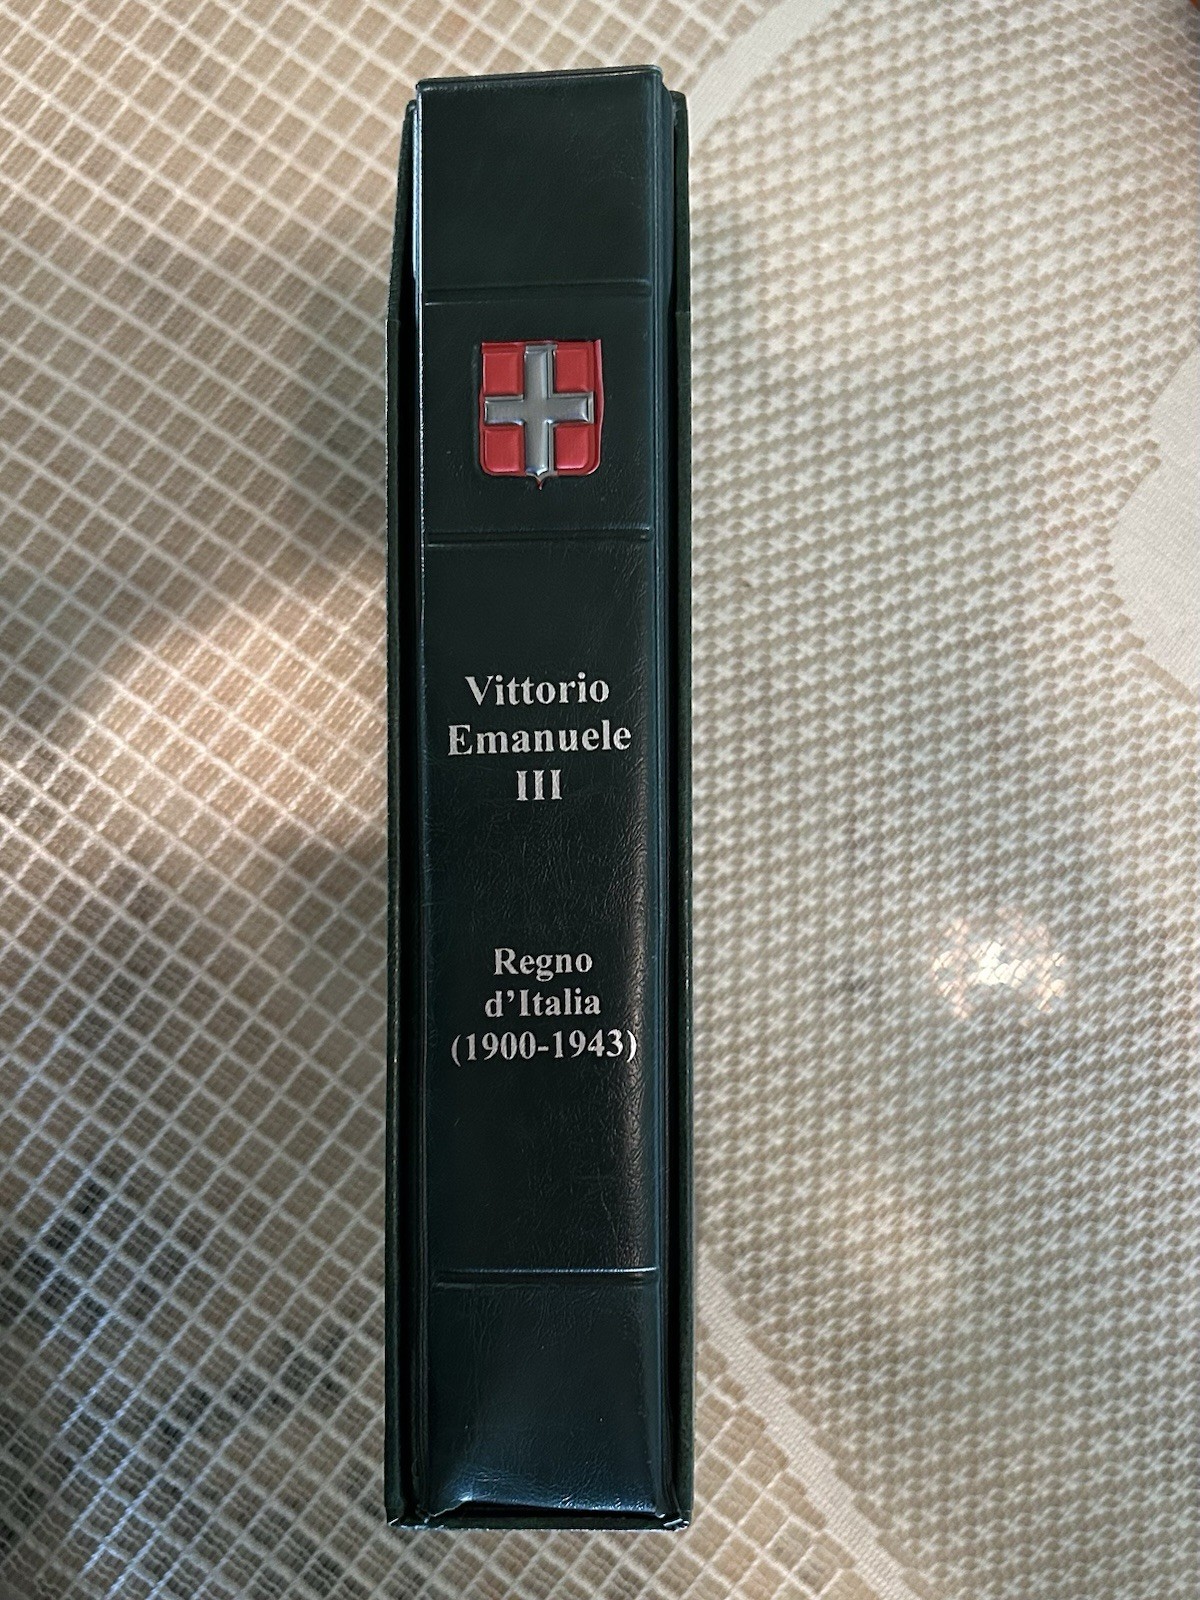 Vittorio
Emanuele
III
Regno
d’Italia
(1900-1943)